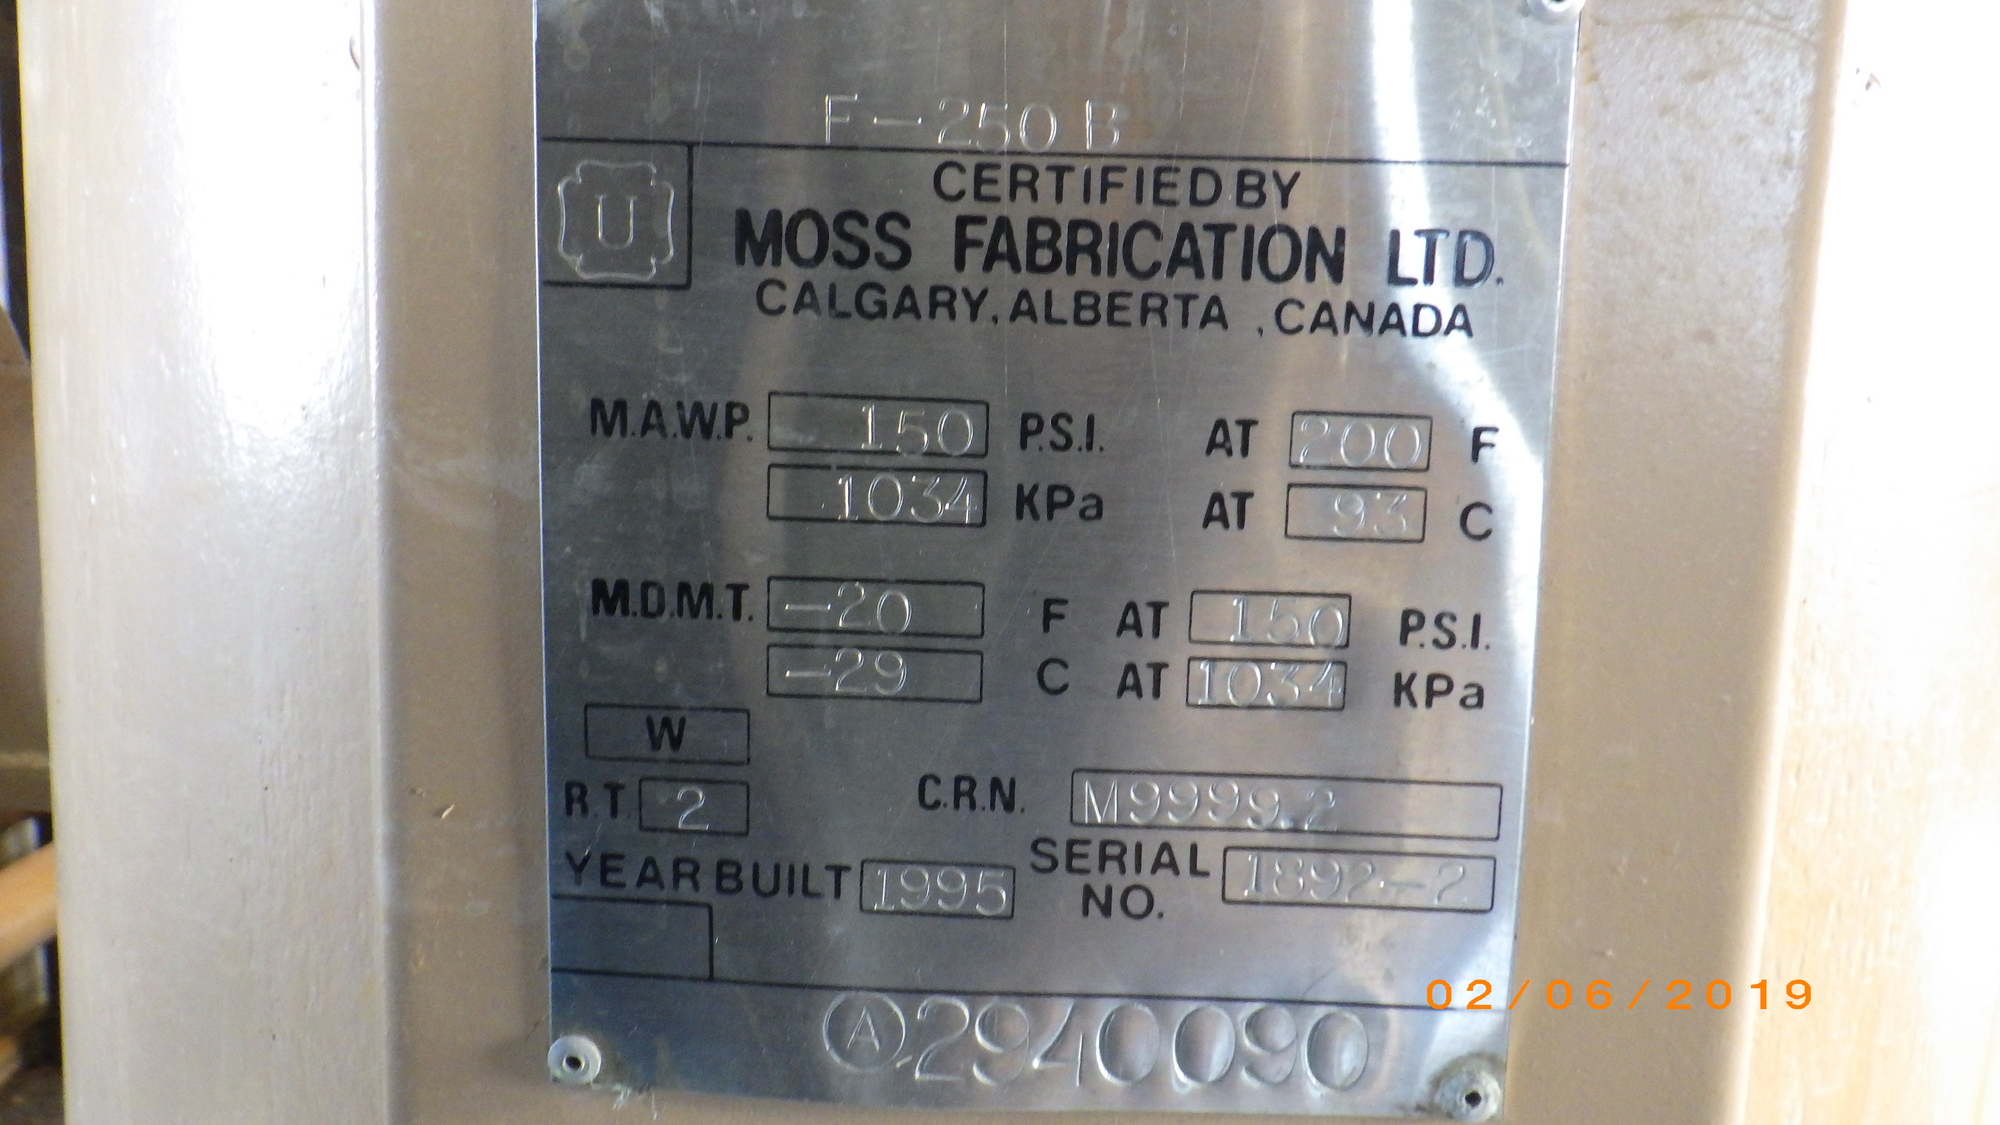 F-250 B
U
CERTIFIED BY
MOSS FABRICATION LTD.
CALGARY, ALBERTA , CANADA
M.A.W.P. 150 P.S.I. AT 200 F
1034 KPa AT 93 C
M.D.M.T. -20 F AT 150 P.S.I.
-29 C AT 1034 KPa
W
R.T. 2 C.R.N. M9999.2
YEAR BUILT 1995 SERIAL NO. 1892-2
A 2940090
02/06/2019